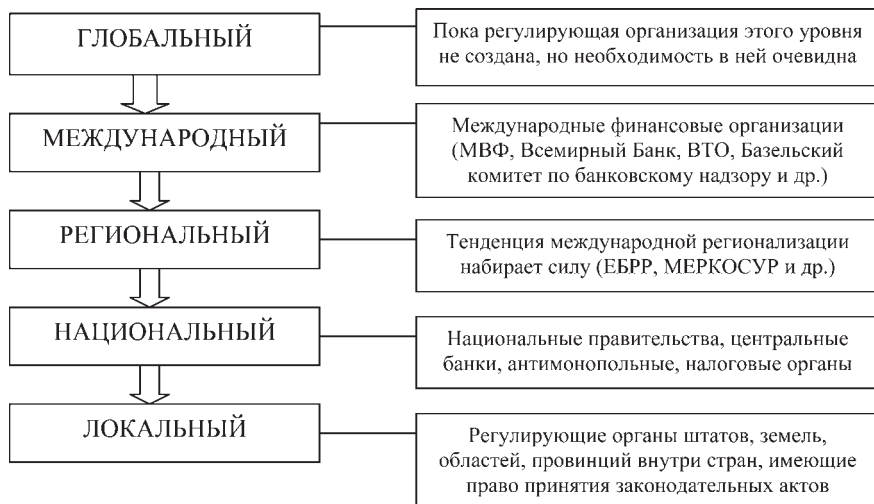 ГЛОБАЛЬНЫЙ
Пока регулирующая организация этого уровня
не создана, но необходимость в ней очевидна
МЕЖДУНАРОДНЫЙ
Международные финансовые организации
(МВФ, Всемирный Банк, ВТО, Базельский
комитет по банковскому надзору и др.)
РЕГИОНАЛЬНЫЙ
Тенденция международной регионализации
набирает силу (ЕБРР, МЕРКОСУР и др.)
НАЦИОНАЛЬНЫЙ
Национальные правительства, центральные
банки, антимонопольные, налоговые органы
ЛОКАЛЬНЫЙ
Регулирующие органы штатов, земель,
областей, провинций внутри стран, имеющие
право принятия законодательных актов